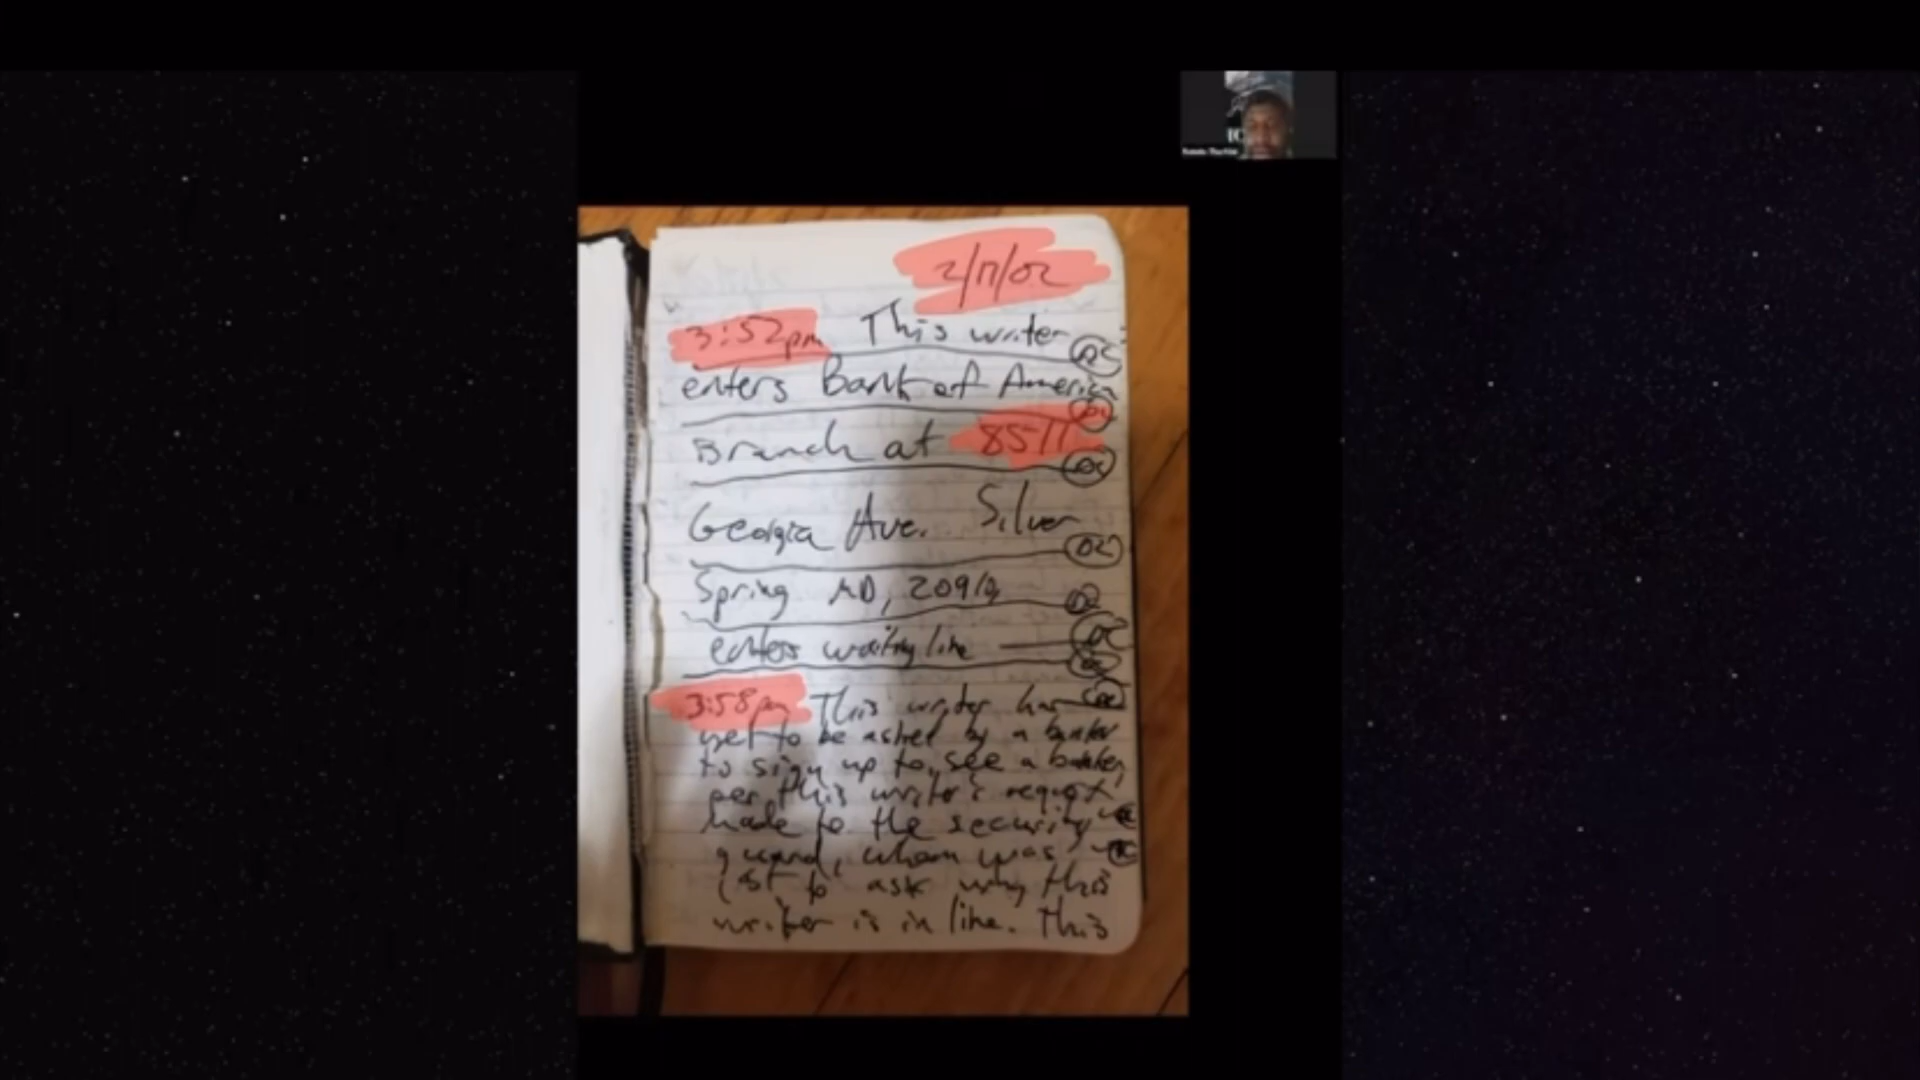 2/17/02
3:52pm This writer
enters Bank of America
Branch at 8511
Georgia Ave. Silver
Spring MD, 20910
enters waiting line
3:58pm This writer has
yet to be asked by a banker
to sign up to see a banker,
per this writer's request
made to the security
guard, whom was
1st to ask why this
writer is in line. This